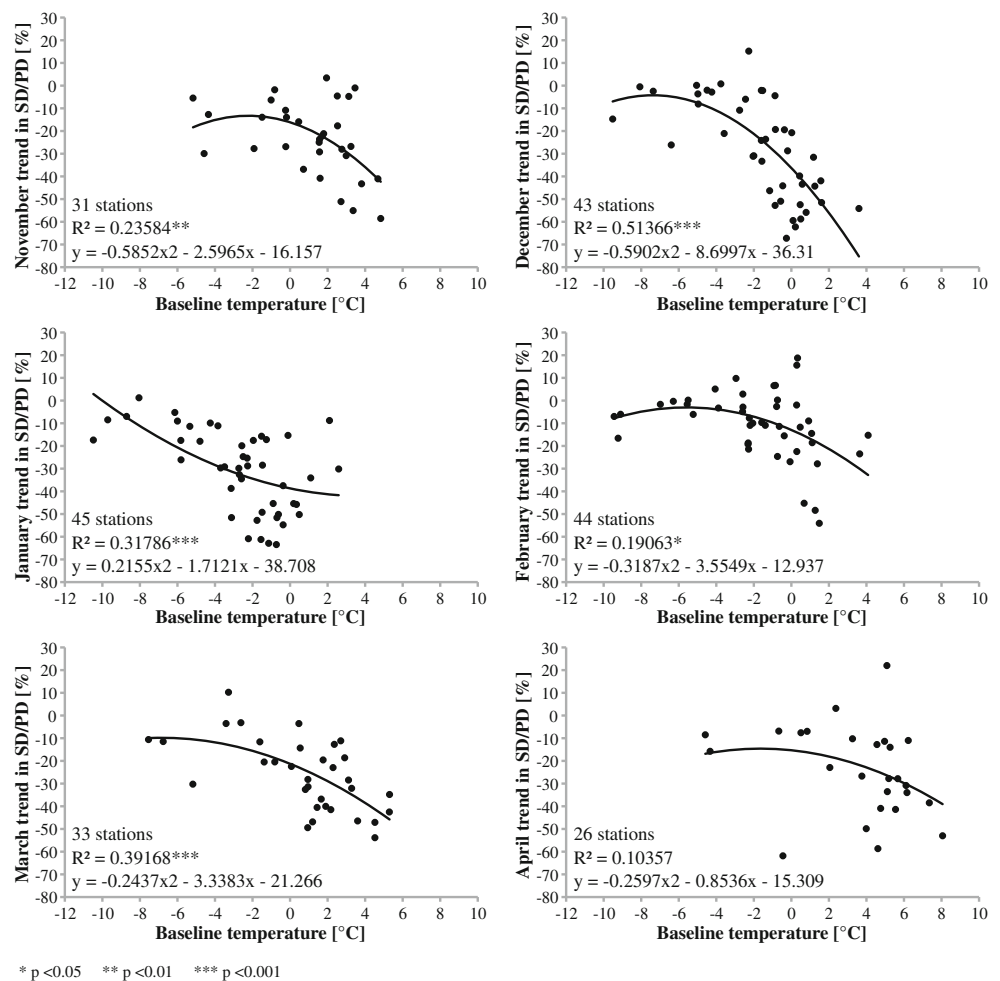 30
20
10
0
-10
-20
-30
-40
-50
-60
-70
-80
November trend in SD/PD [%]
31 stations
R² = 0.23584**
y = -0.5852x2 - 2.5965x - 16.157
-12 -10 -8 -6 -4 -2 0 2 4 6 8 10
Baseline temperature [°C]
30
20
10
0
-10
-20
-30
-40
-50
-60
-70
-80
December trend in SD/PD [%]
43 stations
R² = 0.51366***
y = -0.5902x2 - 8.6997x - 36.31
-12 -10 -8 -6 -4 -2 0 2 4 6 8 10
Baseline temperature [°C]
30
20
10
0
-10
-20
-30
-40
-50
-60
-70
-80
January trend in SD/PD [%]
45 stations
R² = 0.31786***
y = 0.2155x2 - 1.7121x - 38.708
-12 -10 -8 -6 -4 -2 0 2 4 6 8 10
Baseline temperature [°C]
30
20
10
0
-10
-20
-30
-40
-50
-60
-70
-80
February trend in SD/PD [%]
44 stations
R² = 0.19063*
y = -0.3187x2 - 3.5549x - 12.937
-12 -10 -8 -6 -4 -2 0 2 4 6 8 10
Baseline temperature [°C]
30
20
10
0
-10
-20
-30
-40
-50
-60
-70
-80
March trend in SD/PD [%]
33 stations
R² = 0.39168***
y = -0.2437x2 - 3.3383x - 21.266
-12 -10 -8 -6 -4 -2 0 2 4 6 8 10
Baseline temperature [°C]
30
20
10
0
-10
-20
-30
-40
-50
-60
-70
-80
April trend in SD/PD [%]
26 stations
R² = 0.10357
y = -0.2597x2 - 0.8536x - 15.309
-12 -10 -8 -6 -4 -2 0 2 4 6 8 10
Baseline temperature [°C]
* p <0.05 ** p <0.01 *** p <0.001